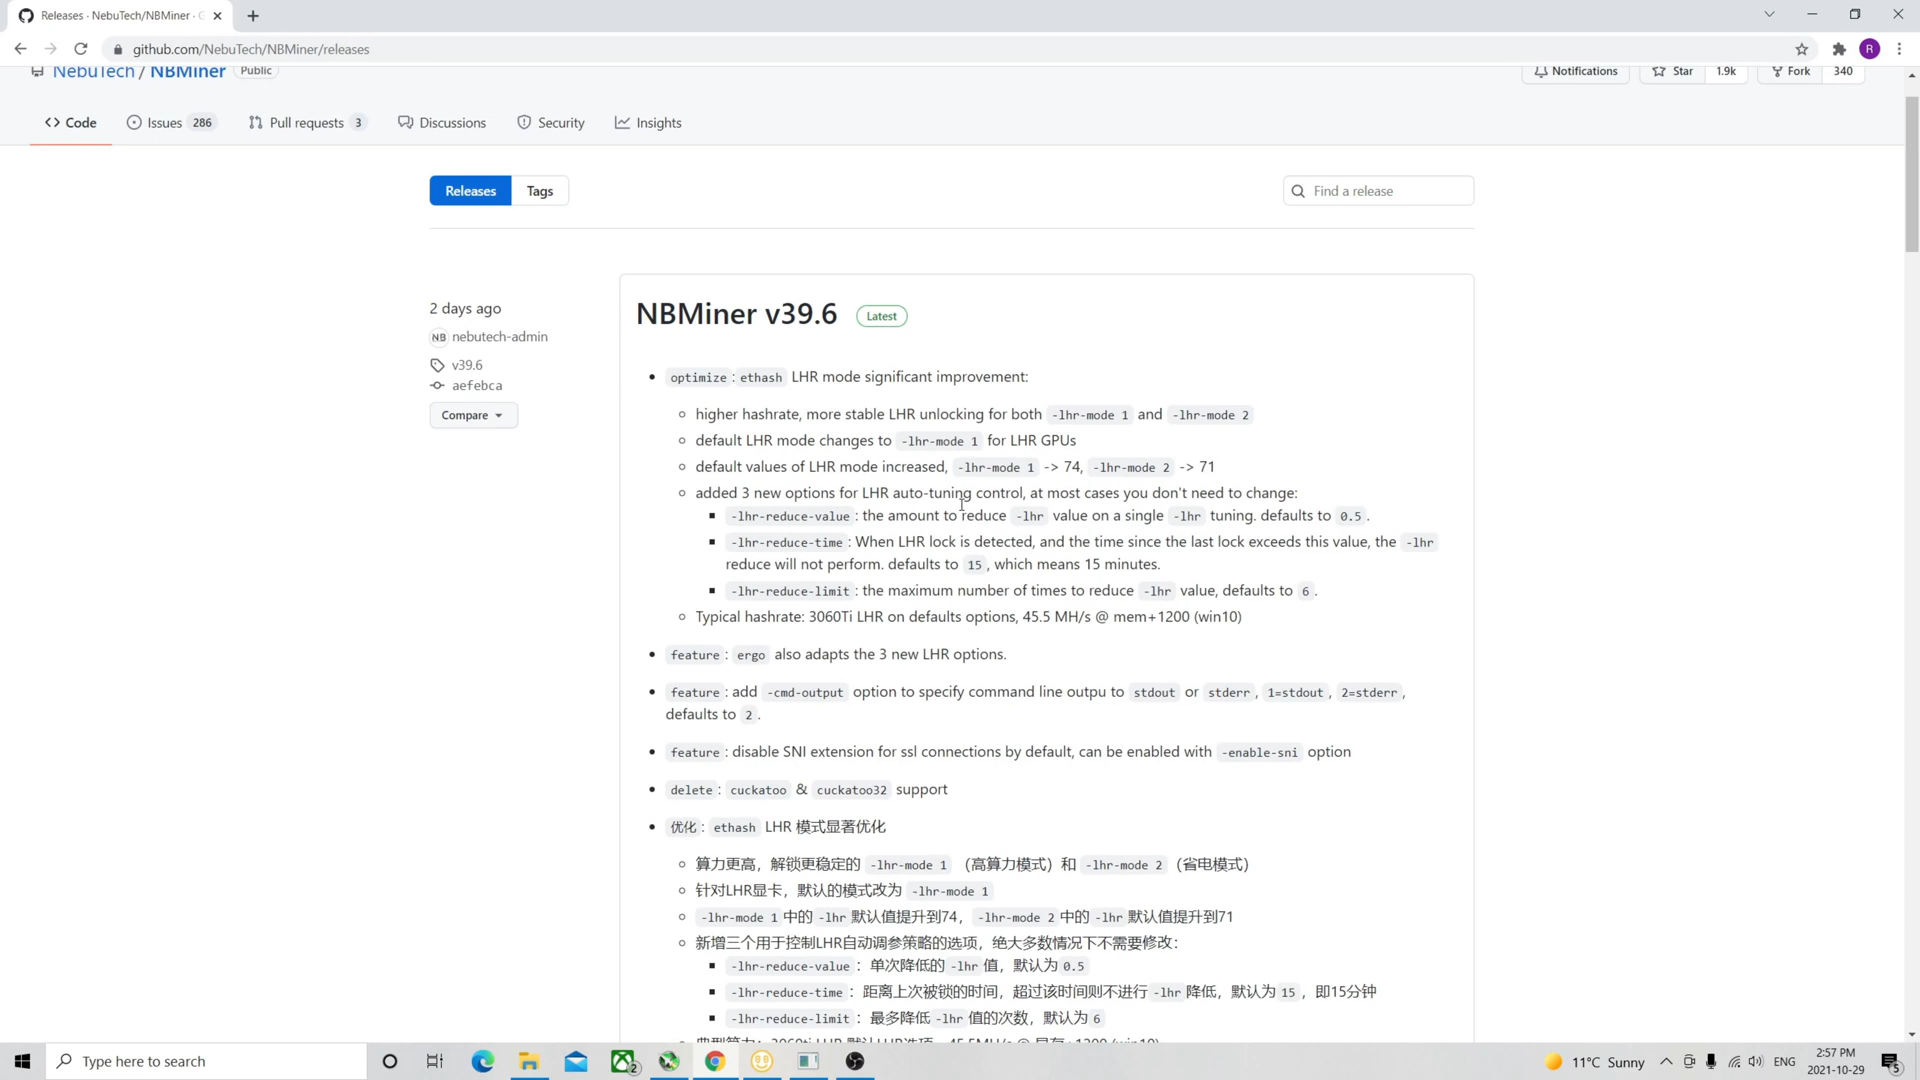 Releases · NebuTech/NBMiner · G
github.com/NebuTech/NBMiner/releases
R
NebuTech / NBMiner Public
Notifications Star 1.9k Fork 340
Code Issues 286 Pull requests 3 Discussions Security Insights
Releases Tags
Find a release
2 days ago
NB nebutech-admin
v39.6
aefebca
Compare
NBMiner v39.6 Latest
optimize : ethash LHR mode significant improvement:
higher hashrate, more stable LHR unlocking for both -lhr-mode 1 and -lhr-mode 2
default LHR mode changes to -lhr-mode 1 for LHR GPUs
default values of LHR mode increased, -lhr-mode 1 -> 74, -lhr-mode 2 -> 71
added 3 new options for LHR auto-tuning control, at most cases you don't need to change:
-lhr-reduce-value : the amount to reduce -lhr value on a single -lhr tuning. defaults to 0.5 .
-lhr-reduce-time : When LHR lock is detected, and the time since the last lock exceeds this value, the -lhr
reduce will not perform. defaults to 15 , which means 15 minutes.
-lhr-reduce-limit : the maximum number of times to reduce -lhr value, defaults to 6 .
Typical hashrate: 3060Ti LHR on defaults options, 45.5 MH/s @ mem+1200 (win10)
feature : ergo also adapts the 3 new LHR options.
feature : add -cmd-output option to specify command line outpu to stdout or stderr , 1=stdout , 2=stderr ,
defaults to 2 .
feature : disable SNI extension for ssl connections by default, can be enabled with -enable-sni option
delete : cuckatoo & cuckatoo32 support
优化 : ethash LHR 模式显著优化
算力更高，解锁更稳定的 -lhr-mode 1 （高算力模式）和 -lhr-mode 2 （省电模式）
针对LHR显卡，默认的模式改为 -lhr-mode 1
-lhr-mode 1 中的 -lhr 默认值提升到74， -lhr-mode 2 中的 -lhr 默认值提升到71
新增三个用于控制LHR自动调参策略的选项，绝大多数情况下不需要修改：
-lhr-reduce-value ：单次降低的 -lhr 值，默认为 0.5
-lhr-reduce-time ：距离上次被锁的时间，超过该时间则不进行 -lhr 降低，默认为 15 ，即15分钟
-lhr-reduce-limit ：最多降低 -lhr 值的次数，默认为 6
Type here to search
2
11°C Sunny
ENG
2:57 PM
2021-10-29
5